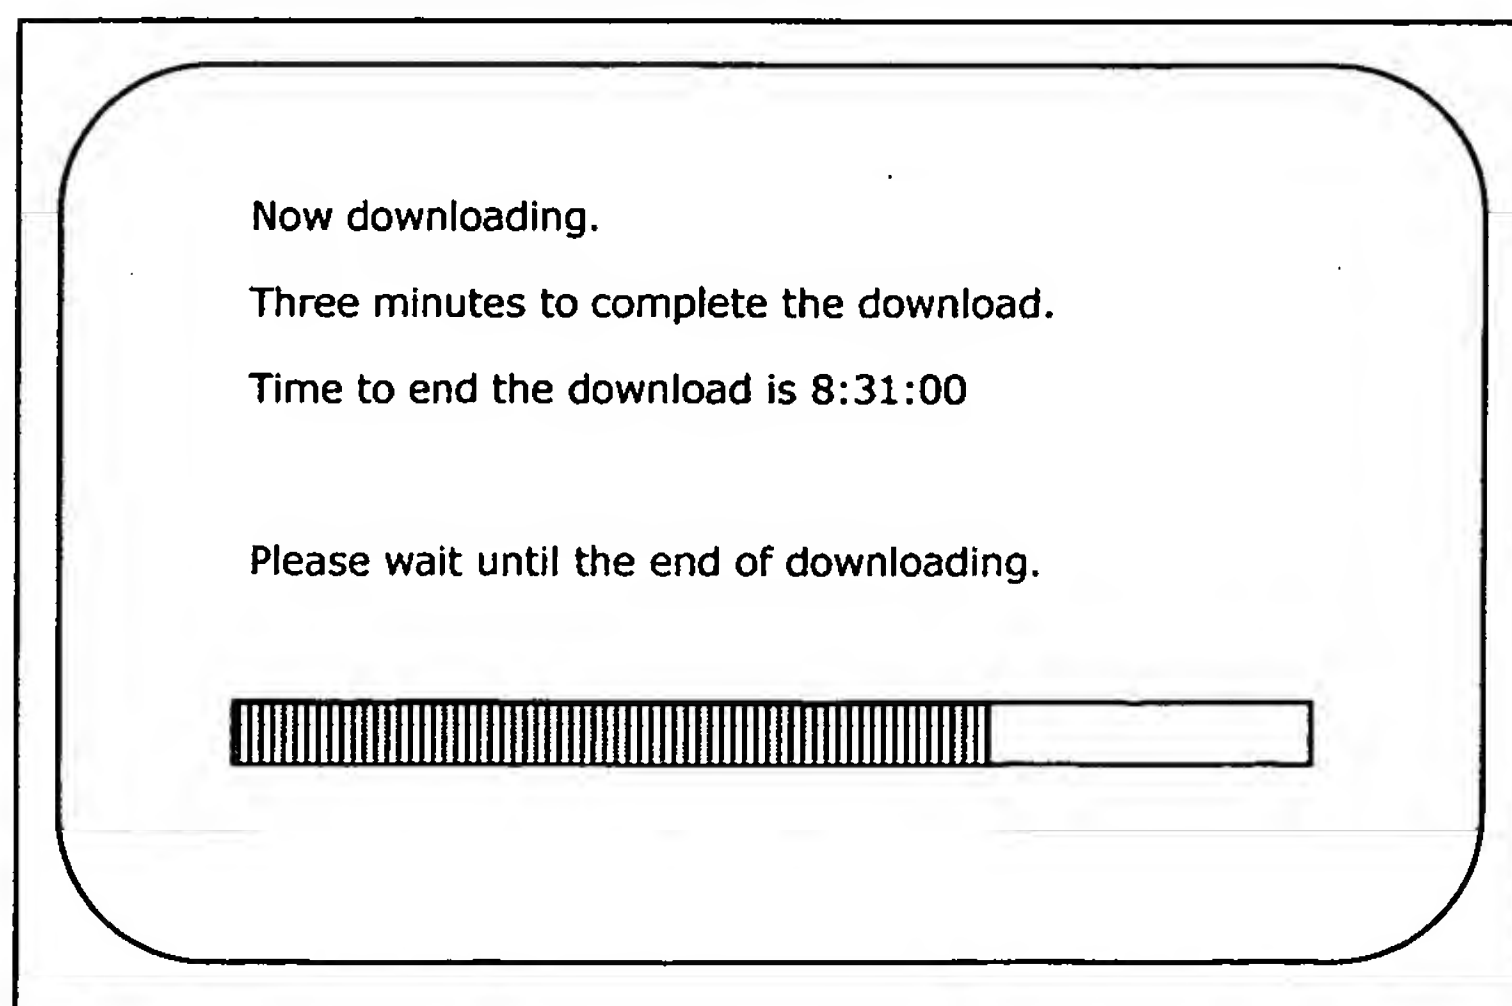 Now downloading.
Three minutes to complete the download.
Time to end the download is 8:31:00
Please wait until the end of downloading.